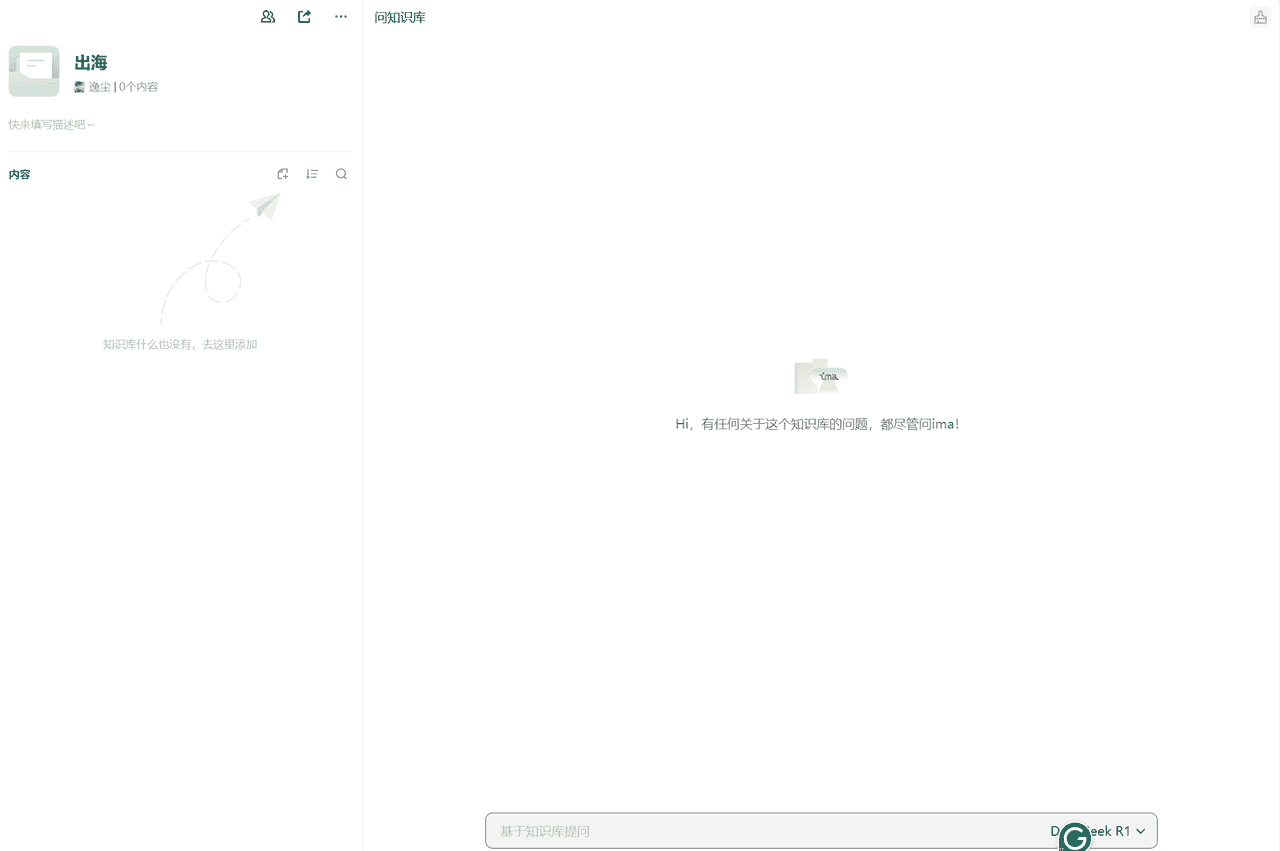 问知识库
出海
逸尘 | 0个内容
快来填写描述吧～
内容
知识库什么也没有，去这里添加
ima.
Hi，有任何关于这个知识库的问题，都尽管问ima！
基于知识库提问
eek R1